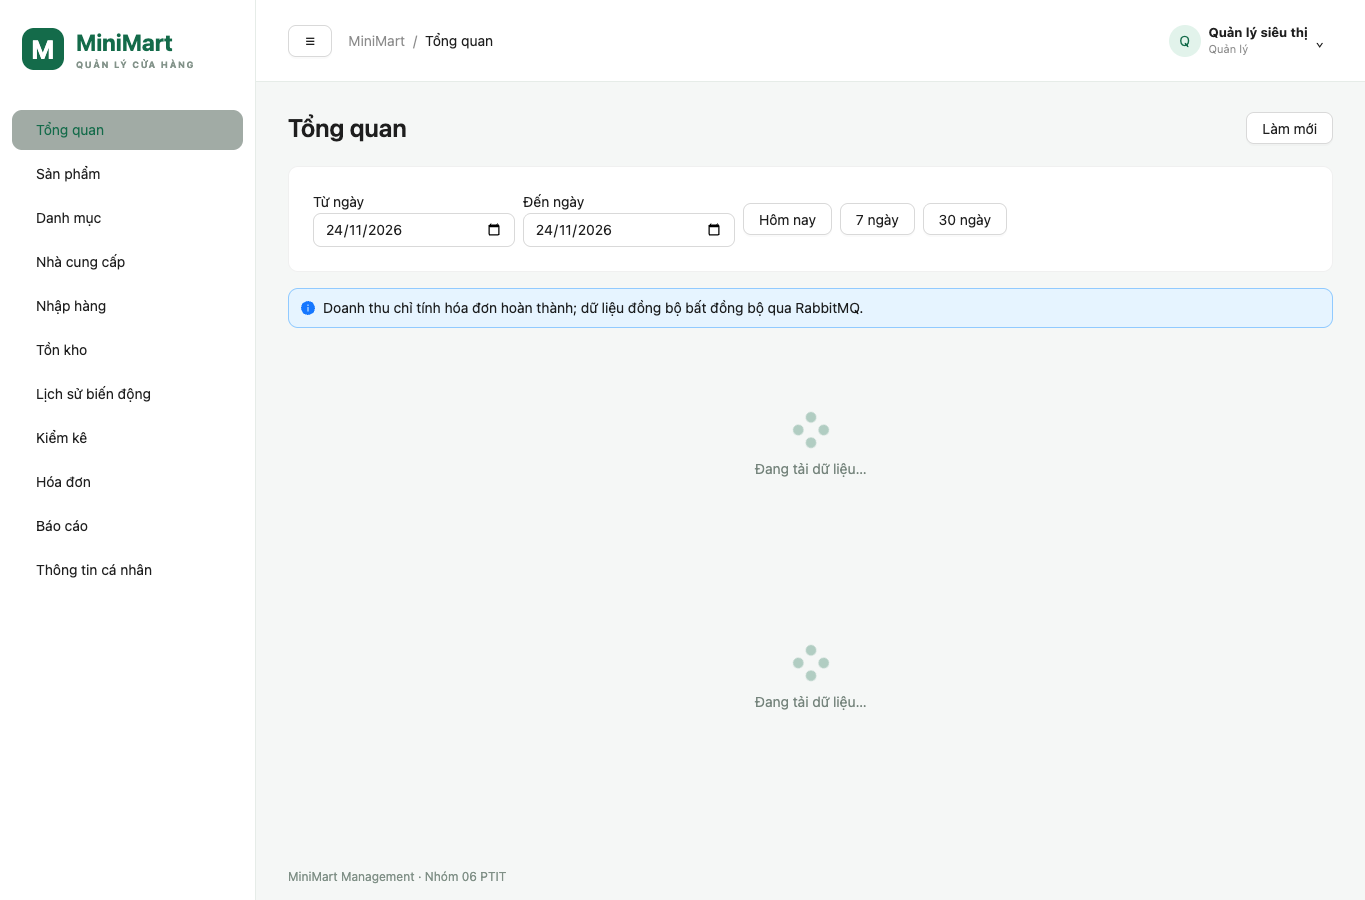 M
MiniMart
QUẢN LÝ CỬA HÀNG
Tổng quan
Sản phẩm
Danh mục
Nhà cung cấp
Nhập hàng
Tồn kho
Lịch sử biến động
Kiểm kê
Hóa đơn
Báo cáo
Thông tin cá nhân
MiniMart / Tổng quan
Q
Quản lý siêu thị
Quản lý
Tổng quan
Làm mới
Từ ngày
24/11/2026
Đến ngày
24/11/2026
Hôm nay
7 ngày
30 ngày
Doanh thu chỉ tính hóa đơn hoàn thành; dữ liệu đồng bộ bất đồng bộ qua RabbitMQ.
Đang tải dữ liệu...
Đang tải dữ liệu...
MiniMart Management · Nhóm 06 PTIT